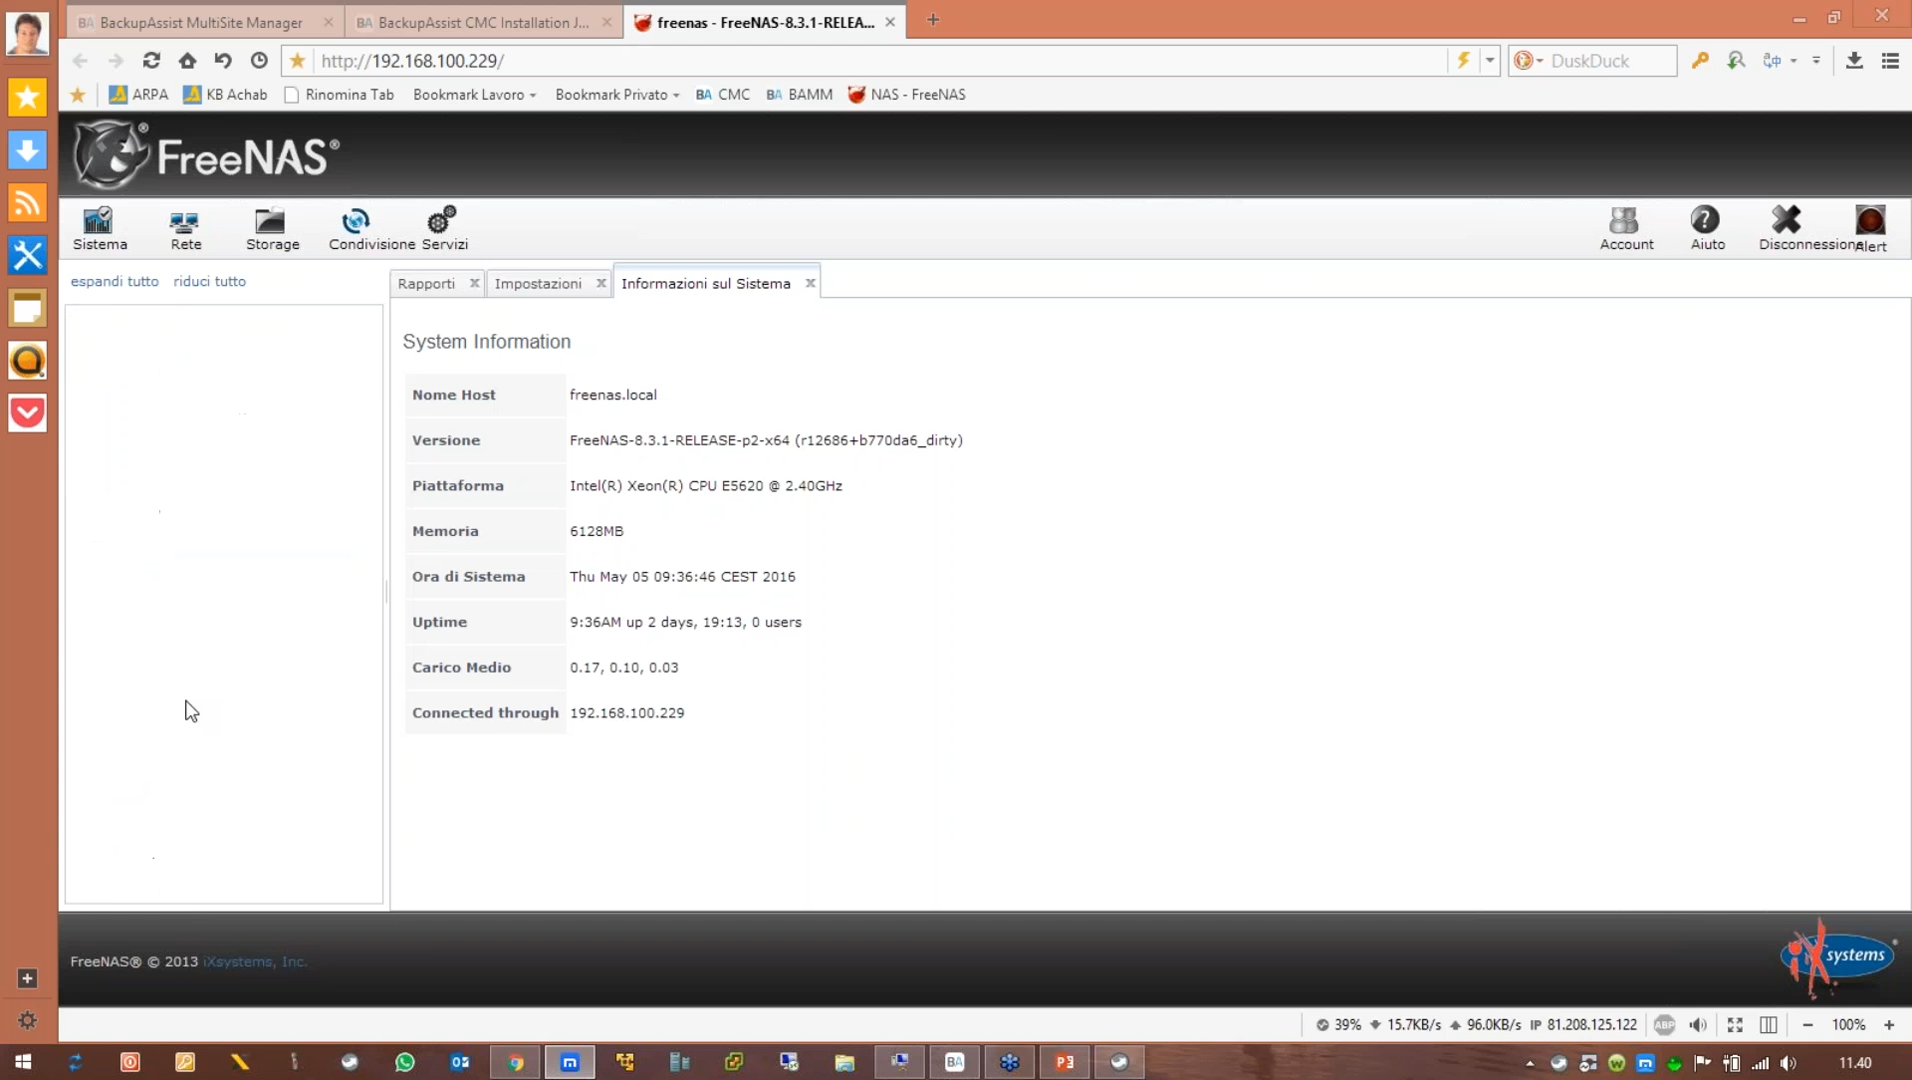 BackupAssist MultiSite Manager
BackupAssist CMC Installation J...
freenas - FreeNAS-8.3.1-RELEA...
http://192.168.100.229/
DuskDuck
ARPA
KB Achab
Rinomina Tab
Bookmark Lavoro
Bookmark Privato
BA CMC
BA BAMM
NAS - FreeNAS
FreeNAS®
Sistema
Rete
Storage
Condivisione
Servizi
Account
Aiuto
Disconnessione
Alert
espandi tutto
riduci tutto
Rapporti
Impostazioni
Informazioni sul Sistema
System Information
Nome Host freenas.local
Versione FreeNAS-8.3.1-RELEASE-p2-x64 (r12686+b770da6_dirty)
Piattaforma Intel(R) Xeon(R) CPU E5620 @ 2.40GHz
Memoria 6128MB
Ora di Sistema Thu May 05 09:36:46 CEST 2016
Uptime 9:36AM up 2 days, 19:13, 0 users
Carico Medio 0.17, 0.10, 0.03
Connected through 192.168.100.229
FreeNAS® © 2013 iXsystems, Inc.
iXsystems
39% 15.7KB/s 96.0KB/s IP 81.208.125.122 ABP 100%
11.40